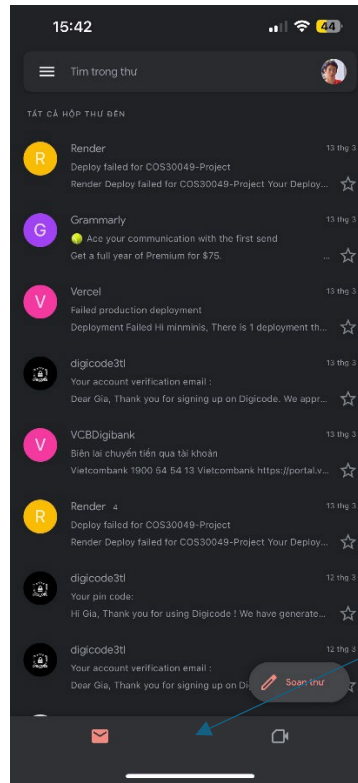 15:42
44
Tìm trong thư
TẤT CẢ HỘP THƯ ĐẾN
R
Render
13 thg 3
Deploy failed for COS30049-Project
Render Deploy failed for COS30049-Project Your Deploy...
G
Grammarly
13 thg 3
Ace your communication with the first send
Get a full year of Premium for $75.
...
V
Vercel
13 thg 3
Failed production deployment
Deployment Failed Hi minminis, There is 1 deployment th...
digicode3tl
13 thg 3
Your account verification email :
Dear Gia, Thank you for signing up on Digicode. We appr...
V
VCBDigibank
13 thg 3
Biên lai chuyển tiền qua tài khoản
Vietcombank 1900 54 54 13 Vietcombank https://portal.v...
R
Render 4
13 thg 3
Deploy failed for COS30049-Project
Render Deploy failed for COS30049-Project Your Deploy...
digicode3tl
12 thg 3
Your pin code:
Hi Gia, Thank you for using Digicode ! We have generate...
digicode3tl
12 thg 3
Your account verification email :
Dear Gia, Thank you for signing up on Di
Soạn thư